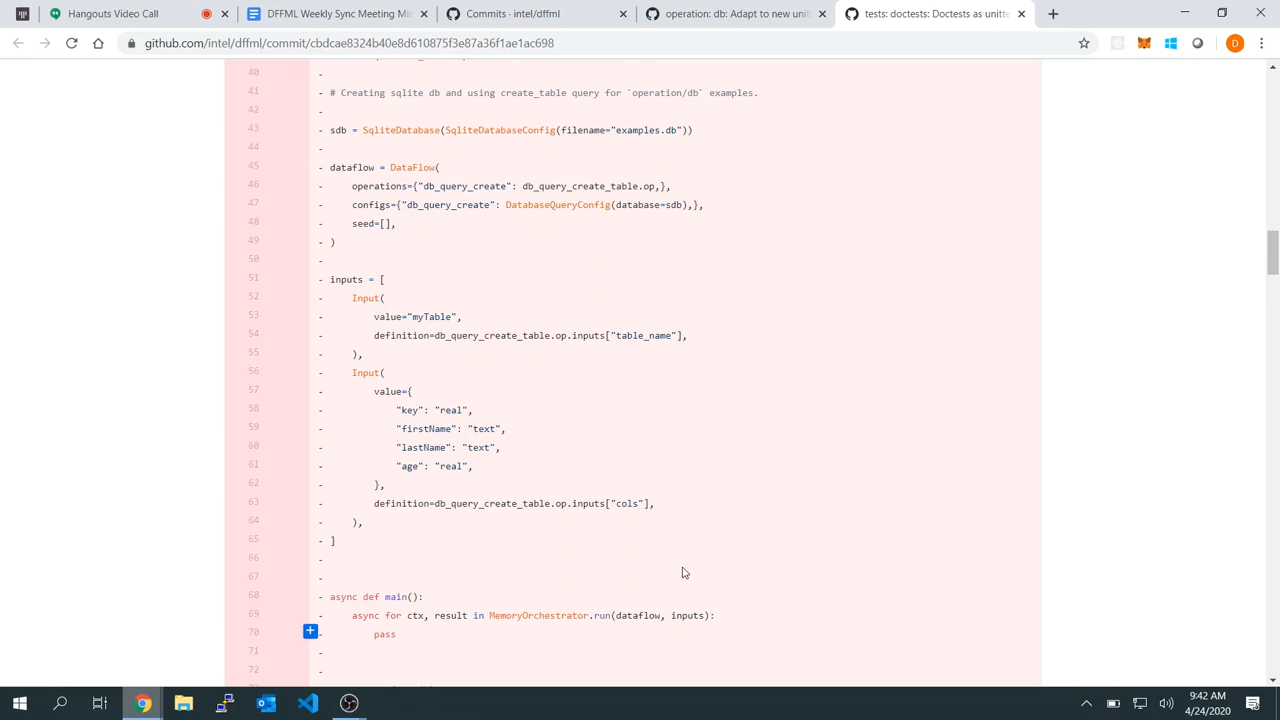 Hangouts Video Call
DFFML Weekly Sync Meeting Min
Commits · intel/dffml
operation: db: Adapt to new unitt
tests: doctests: Doctests as unitte
github.com/intel/dffml/commit/cbdcae8324b40e8d610875f3e87a36f1ae1ac698
D
40 -
41 - # Creating sqlite db and using create_table query for `operation/db` examples.
42 -
43 - sdb = SqliteDatabase(SqliteDatabaseConfig(filename="examples.db"))
44 -
45 - dataflow = DataFlow(
46 - operations={"db_query_create": db_query_create_table.op,},
47 - configs={"db_query_create": DatabaseQueryConfig(database=sdb),},
48 - seed=[],
49 - )
50 -
51 - inputs = [
52 - Input(
53 - value="myTable",
54 - definition=db_query_create_table.op.inputs["table_name"],
55 - ),
56 - Input(
57 - value={
58 - "key": "real",
59 - "firstName": "text",
60 - "lastName": "text",
61 - "age": "real",
62 - },
63 - definition=db_query_create_table.op.inputs["cols"],
64 - ),
65 - ]
66 -
67 -
68 - async def main():
69 - async for ctx, result in MemoryOrchestrator.run(dataflow, inputs):
70 - pass
71 -
72 -
9:42 AM
4/24/2020